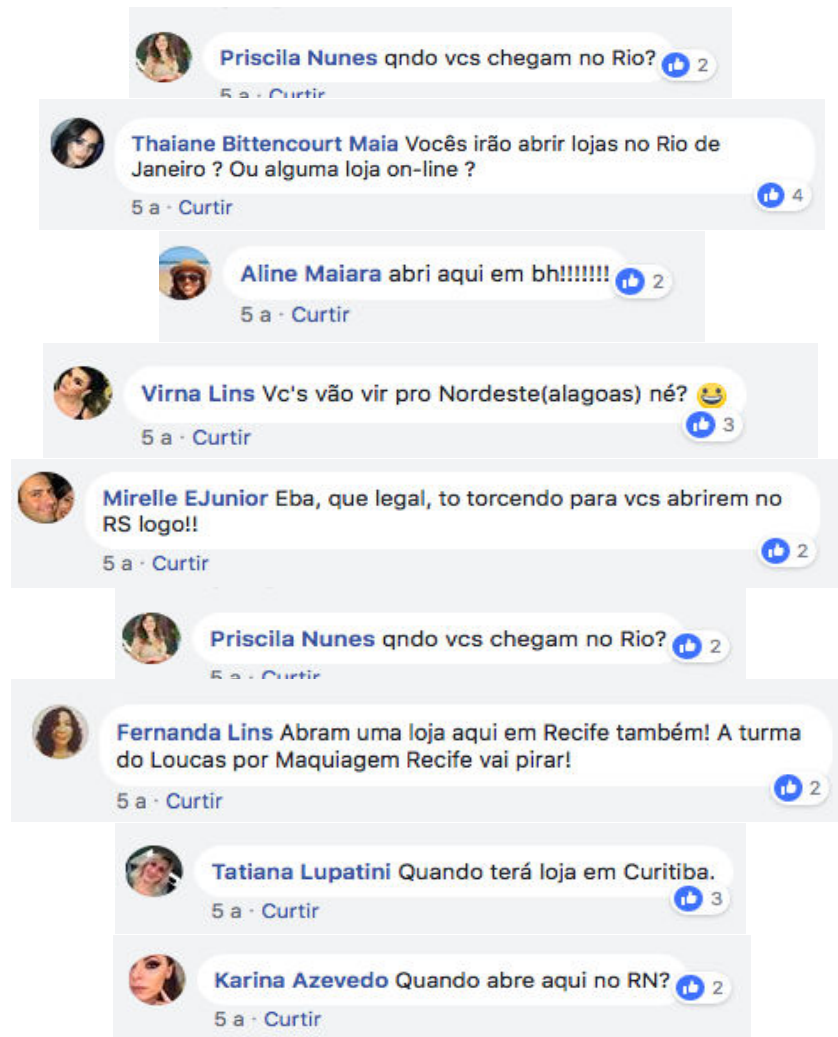 Priscila Nunes qndo vcs chegam no Rio? 2
5 a · Curtir
Thaiane Bittencourt Maia Vocês irão abrir lojas no Rio de
Janeiro ? Ou alguma loja on-line ?
4
5 a · Curtir
Aline Maiara abri aqui em bh!!!!!!! 2
5 a · Curtir
Virna Lins Vc's vão vir pro Nordeste(alagoas) né? 😀
3
5 a · Curtir
Mirelle EJunior Eba, que legal, to torcendo para vcs abrirem no
RS logo!!
2
5 a · Curtir
Priscila Nunes qndo vcs chegam no Rio? 2
5 a · Curtir
Fernanda Lins Abram uma loja aqui em Recife também! A turma
do Loucas por Maquiagem Recife vai pirar!
2
5 a · Curtir
Tatiana Lupatini Quando terá loja em Curitiba.
3
5 a · Curtir
Karina Azevedo Quando abre aqui no RN? 2
5 a · Curtir